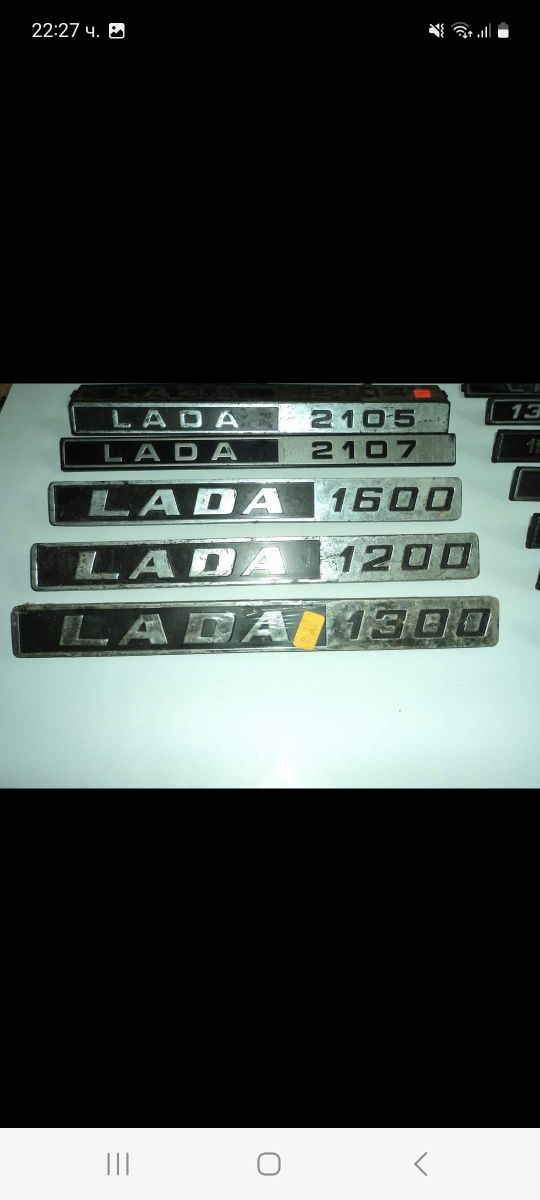 22:27 ч.
LADA 2105
LADA 2107
LADA 1600
LADA 1200
LADA 1300